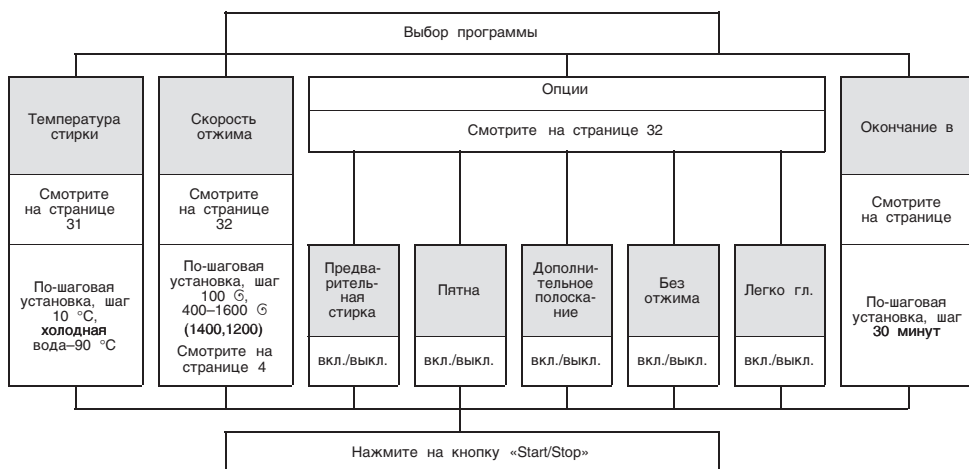 Выбор программы
Температура
стирки
Смотрите
на странице
31
По-шаговая
установка, шаг
10 °C,
холодная
вода–90 °C
Скорость
отжима
Смотрите
на странице
32
По-шаговая
установка, шаг
100
400–1600
(1400,1200)
Смотрите на
странице 4
Опции
Смотрите на странице 32
Предва-
ритель-
ная
стирка
вкл./выкл.
Пятна
вкл./выкл.
Дополни-
тельное
полоска-
ние
вкл./выкл.
Без
отжима
вкл./выкл.
Легко гл.
вкл./выкл.
Окончание в
Смотрите
на странице
По-шаговая
установка, шаг
30 минут
Нажмите на кнопку «Start/Stop»